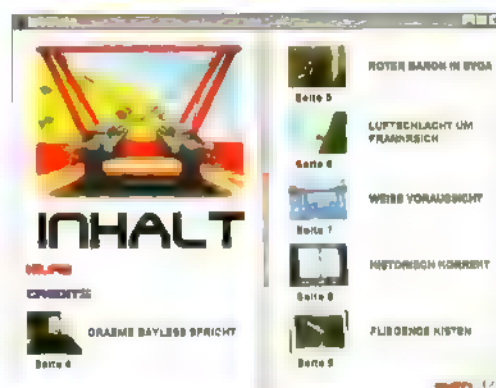 INHALT
CREDITS
GRAEME BAYLESS SPRICHT
Seite 4
Seite 5
ROTER BARON IN SVGA
Seite 6
LUFTSCHLACHT UM
FRANKREICH
Seite 7
WEISE VORAUSSICHT
Seite 8
HISTORISCH KORREKT
Seite 9
FLIEGENDE KISTEN